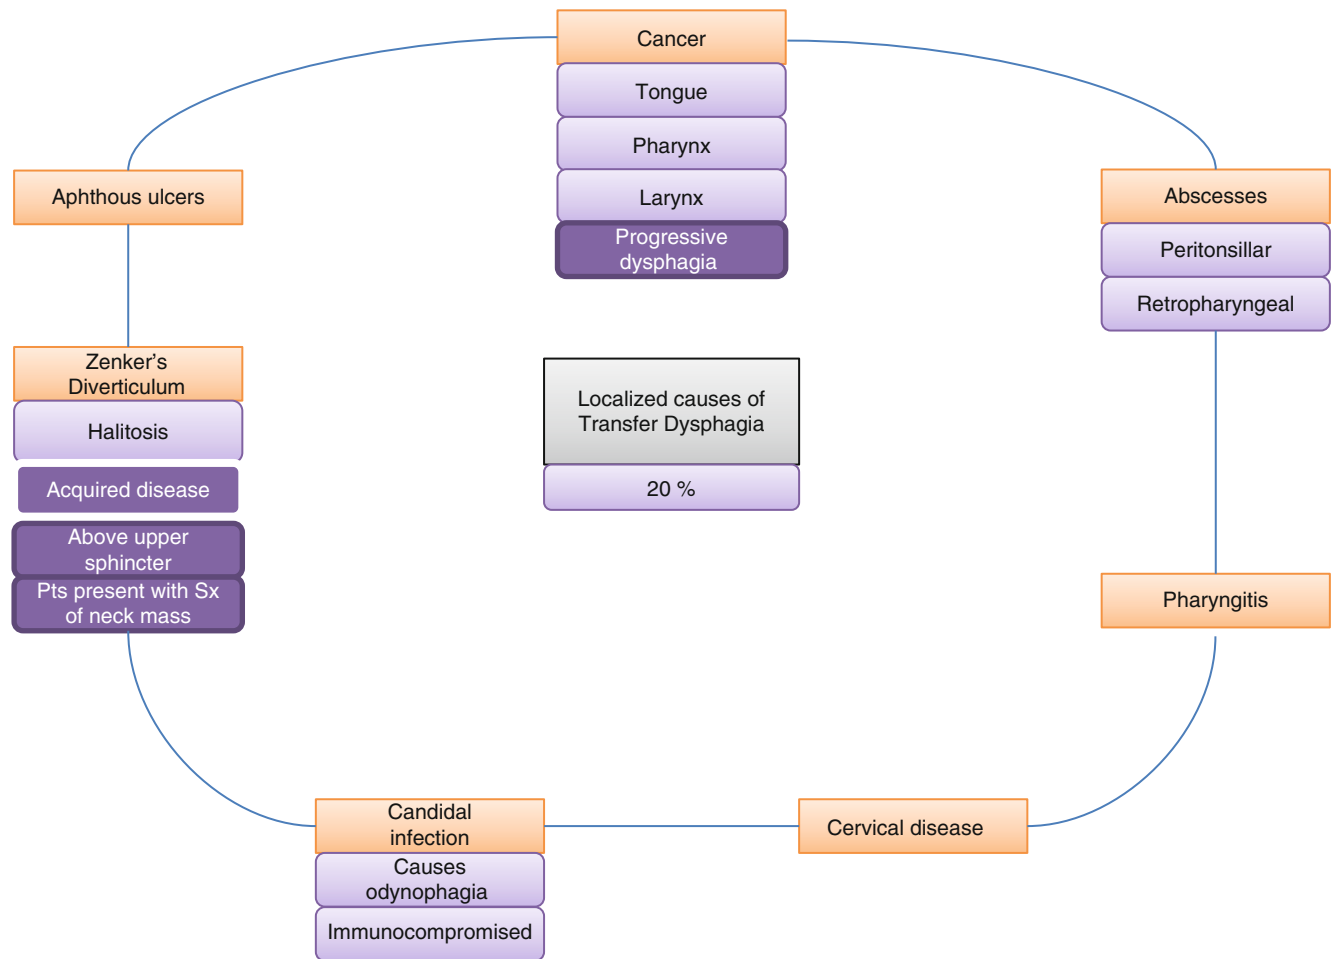 Cancer
Tongue
Pharynx
Larynx
Progressive
dysphagia
Abscesses
Peritonsillar
Retropharyngeal
Pharyngitis
Cervical disease
Candidal
infection
Causes
odynophagia
Immunocompromised
Aphthous ulcers
Zenker’s
Diverticulum
Halitosis
Acquired disease
Above upper
sphincter
Pts present with Sx
of neck mass
Localized causes of
Transfer Dysphagia
20 %